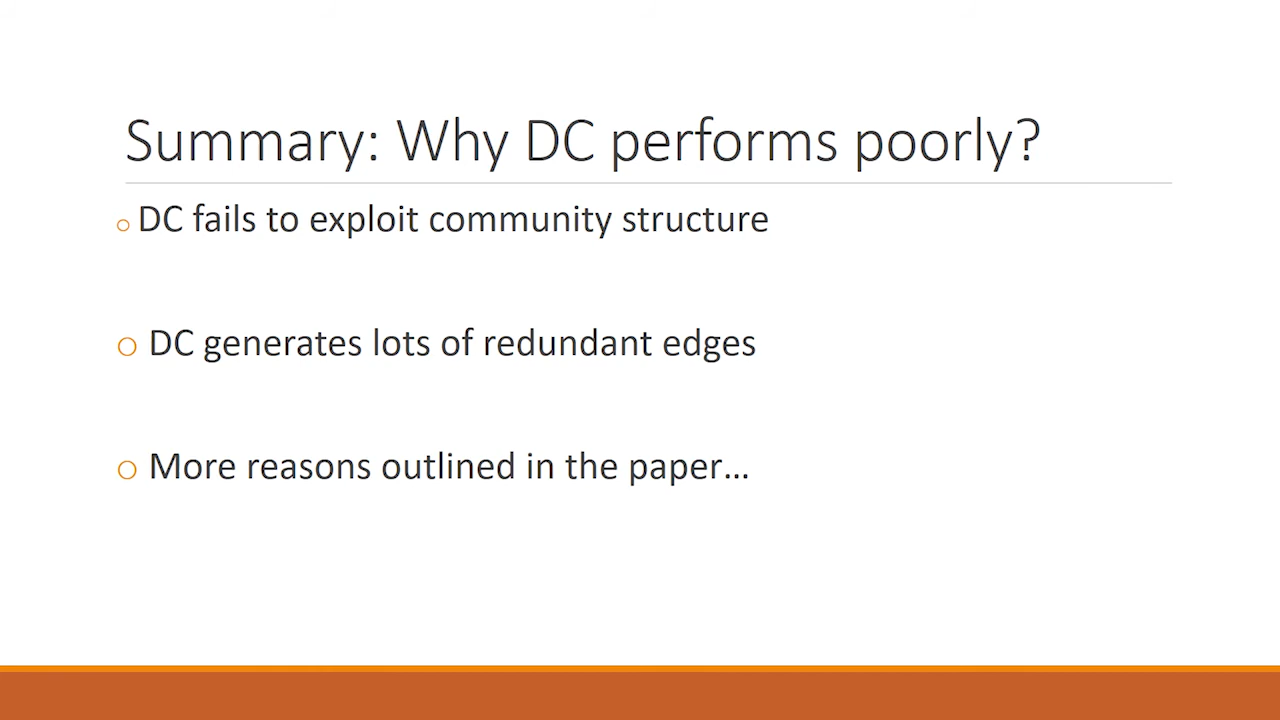 Summary: Why DC performs poorly?
DC fails to exploit community structure
DC generates lots of redundant edges
More reasons outlined in the paper…